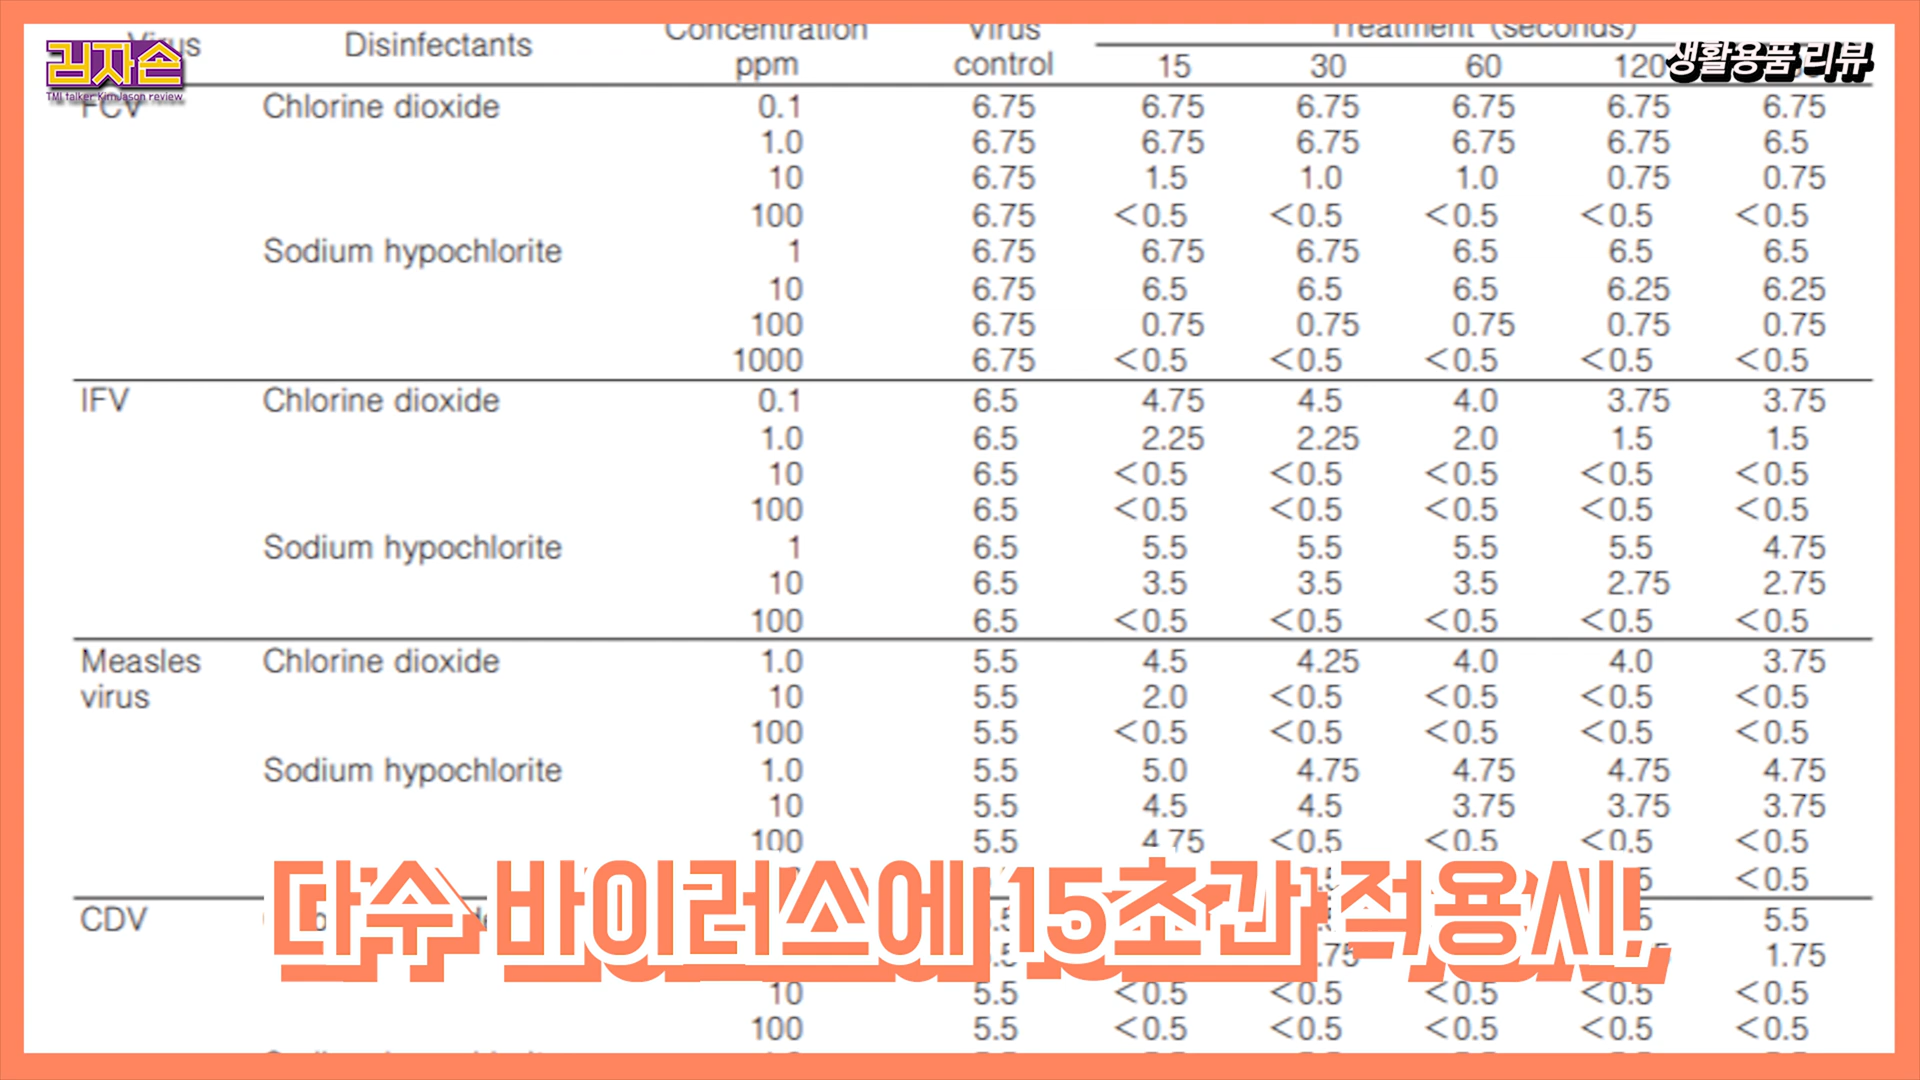 김자손
TMI talker KimJason review
생활용품 리뷰
Virus Disinfectants Concentration ppm Virus control Treatment (seconds)
15 30 60 120
FCV Chlorine dioxide 0.1 6.75 6.75 6.75 6.75 6.75 6.75
1.0 6.75 6.75 6.75 6.75 6.75 6.5
10 6.75 1.5 1.0 1.0 0.75 0.75
100 6.75 <0.5 <0.5 <0.5 <0.5 <0.5
Sodium hypochlorite 1 6.75 6.75 6.75 6.5 6.5 6.5
10 6.75 6.5 6.5 6.5 6.25 6.25
100 6.75 0.75 0.75 0.75 0.75 0.75
1000 6.75 <0.5 <0.5 <0.5 <0.5 <0.5
IFV Chlorine dioxide 0.1 6.5 4.75 4.5 4.0 3.75 3.75
1.0 6.5 2.25 2.25 2.0 1.5 1.5
10 6.5 <0.5 <0.5 <0.5 <0.5 <0.5
100 6.5 <0.5 <0.5 <0.5 <0.5 <0.5
Sodium hypochlorite 1 6.5 5.5 5.5 5.5 5.5 4.75
10 6.5 3.5 3.5 3.5 2.75 2.75
100 6.5 <0.5 <0.5 <0.5 <0.5 <0.5
Measles Chlorine dioxide 1.0 5.5 4.5 4.25 4.0 4.0 3.75
virus 10 5.5 2.0 <0.5 <0.5 <0.5 <0.5
100 5.5 <0.5 <0.5 <0.5 <0.5 <0.5
Sodium hypochlorite 1.0 5.5 5.0 4.75 4.75 4.75 4.75
10 5.5 4.5 4.5 3.75 3.75 3.75
100 5.5 4.75 <0.5 <0.5 <0.5 <0.5
<0.5
CDV 5.5
1.75
10 5.5 <0.5 <0.5 <0.5 <0.5 <0.5
100 5.5 <0.5 <0.5 <0.5 <0.5 <0.5
다수 바이러스에 15초간 적용시!